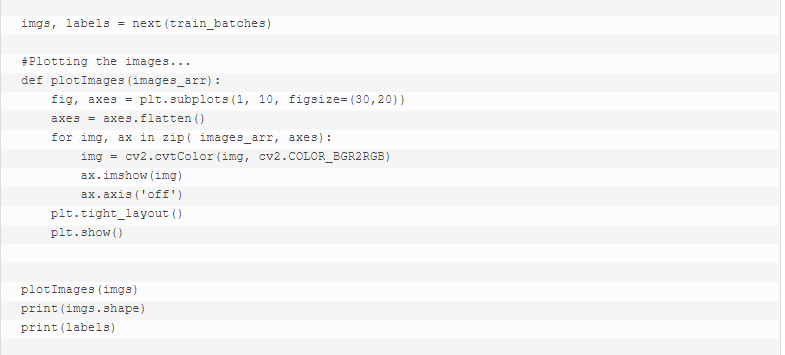 imgs, labels = next(train_batches)
#Plotting the images...
def plotImages(images_arr):
    fig, axes = plt.subplots(1, 10, figsize=(30,20))
    axes = axes.flatten()
    for img, ax in zip( images_arr, axes):
        img = cv2.cvtColor(img, cv2.COLOR_BGR2RGB)
        ax.imshow(img)
        ax.axis('off')
    plt.tight_layout()
    plt.show()
plotImages(imgs)
print(imgs.shape)
print(labels)